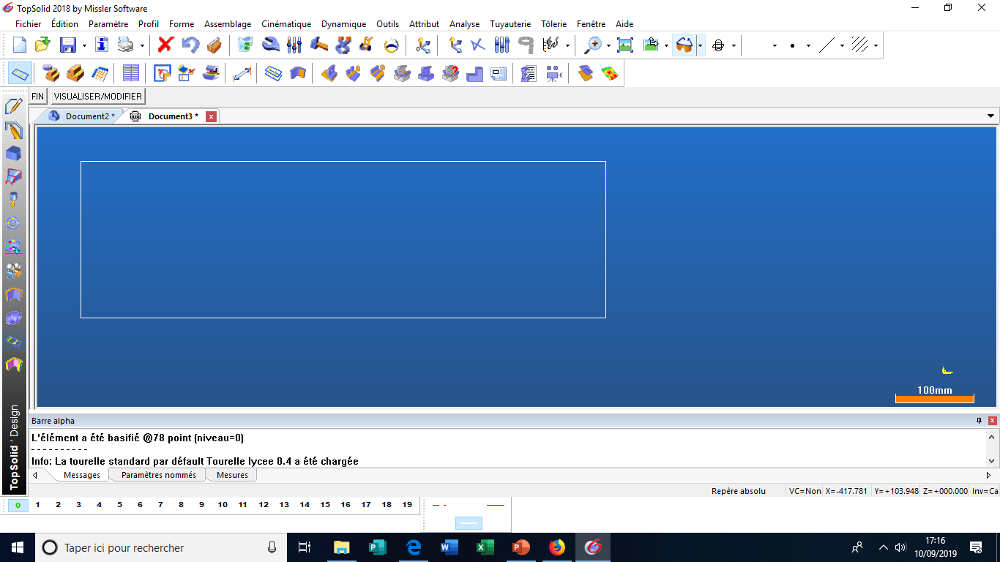 TopSolid 2018 by Missler Software
Fichier Édition Paramètre Profil Forme Assemblage Cinématique Dynamique Outils Attribut Analyse Tuyauterie Tôlerie Fenêtre Aide
FIN VISUALISER/MODIFIER
Document2 * Document3 * x
100mm
Barre alpha
L'élément a été basifié @78 point (niveau=0)
- - - - - - - - - -
Info: La tourelle standard par défaut Tourelle lycee 0.4 a été chargée
Messages Paramètres nommés Mesures
TopSolid'Design
Repère absolu VC=Non X=-417.781 Y=+103.948 Z=+000.000 Inv=Ca
0 1 2 3 4 5 6 7 8 9 10 11 12 13 14 15 16 17 18 19
Taper ici pour rechercher
17:16
10/09/2019